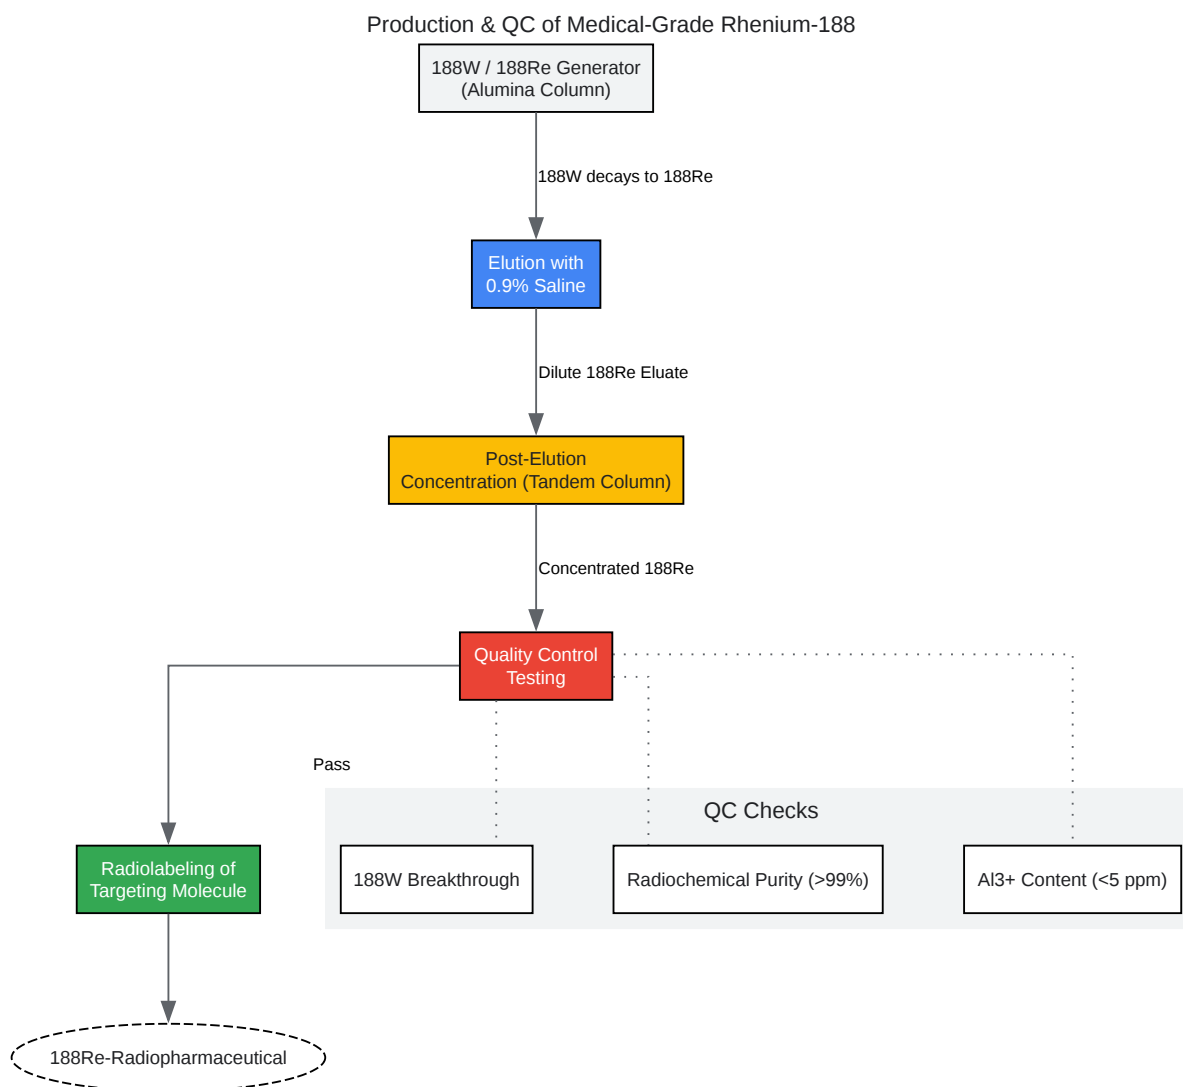 Production & QC of Medical-Grade Rhenium-188
188W / 188Re Generator
(Alumina Column)
188W decays to 188Re
Elution with
0.9% Saline
Dilute 188Re Eluate
Post-Elution
Concentration (Tandem Column)
Concentrated 188Re
Quality Control
Testing
Pass
QC Checks
Radiolabeling of
Targeting Molecule
188W Breakthrough
Radiochemical Purity (>99%)
Al3+ Content (<5 ppm)
188Re-Radiopharmaceutical